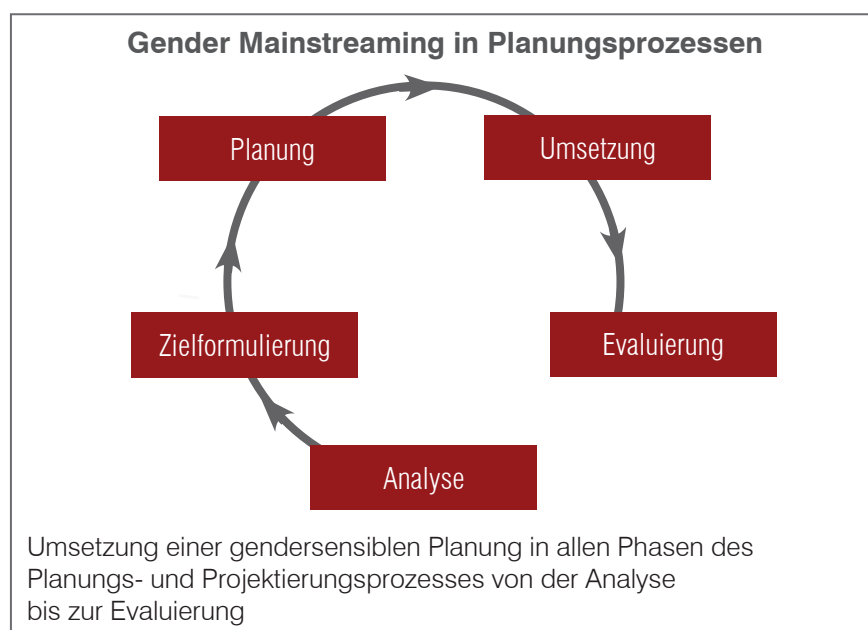 Gender Mainstreaming in Planungsprozessen
Planung
Umsetzung
Zielformulierung
Evaluierung
Analyse
Umsetzung einer gendersensiblen Planung in allen Phasen des
Planungs- und Projektierungsprozesses von der Analyse
bis zur Evaluierung